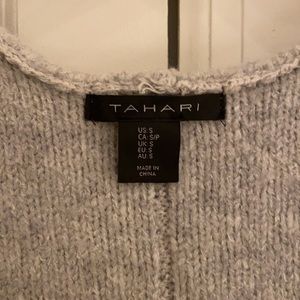 TAHARI
US: S
CA: S/P
UK: S
EU: S
AU: S
MADE IN
CHINA